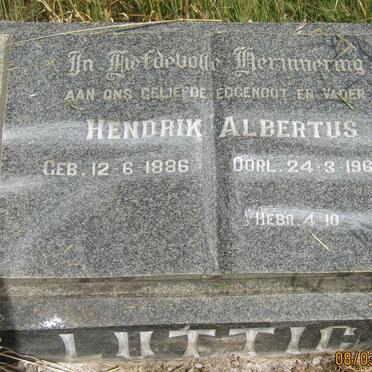 In Liefdevolle Herinnering
AAN ONS GELIEFDE EGGENOOT EN VADER
HENDRIK ALBERTUS
GEB. 12-6-1886 OORL. 24-3-196
HEBR. 4-10
LUTTIG
08/03